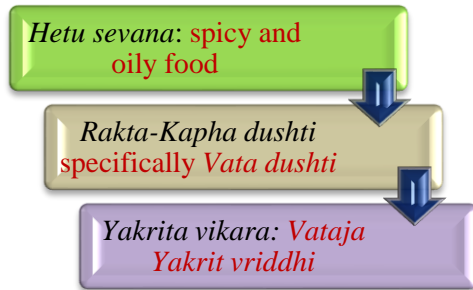 Hetu sevana: spicy and
oily food
Rakta-Kapha dushti
specifically Vata dushti
Yakrita vikara: Vataja
Yakrit vriddhi